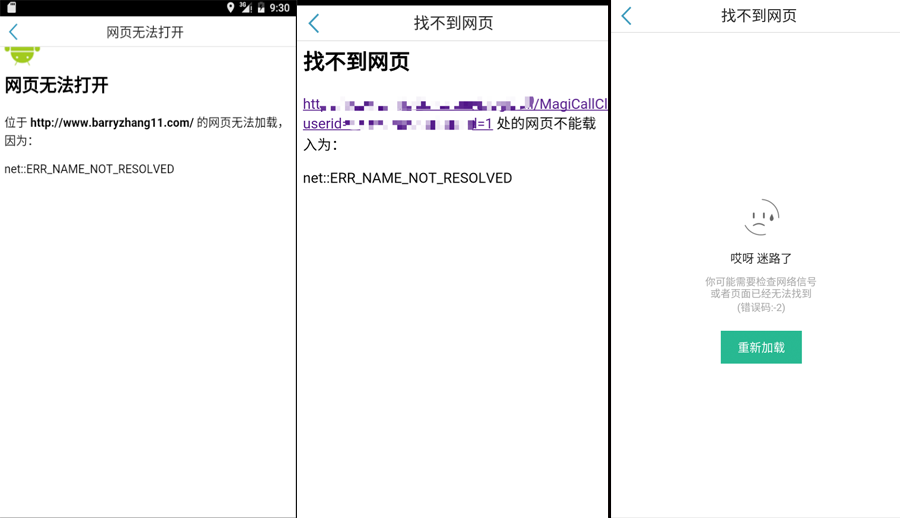 3G
9:30
网页无法打开
网页无法打开
位于 http://www.barryzhang11.com/ 的网页无法加载，
因为：
net::ERR_NAME_NOT_RESOLVED
找不到网页
找不到网页
htt
/MagiCallCl
userid=
=1 处的网页不能载
入为：
net::ERR_NAME_NOT_RESOLVED
找不到网页
哎呀 迷路了
你可能需要检查网络信号
或者页面已经无法找到
(错误码:-2)
重新加载